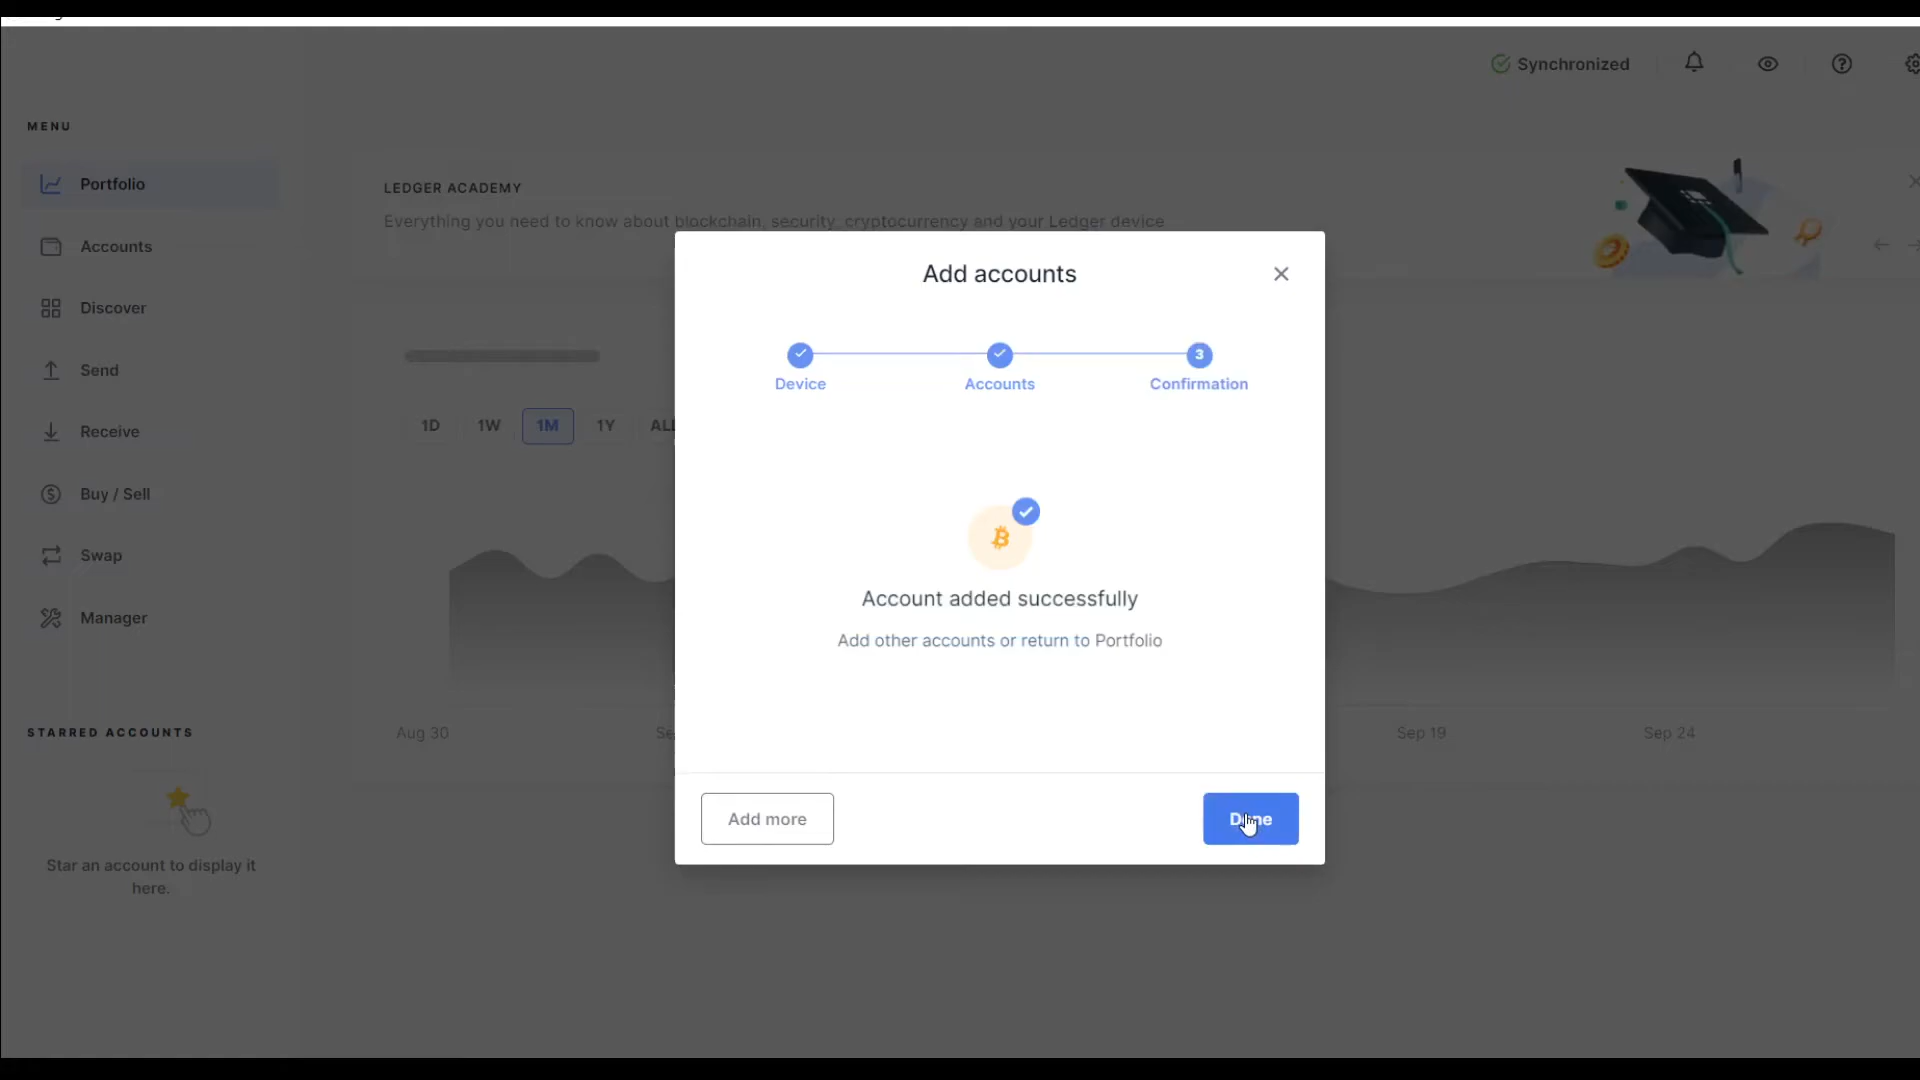 Synchronized
MENU
Portfolio
Accounts
Discover
Send
Receive
Buy / Sell
Swap
Manager
STARRED ACCOUNTS
Star an account to display it
here.
LEDGER ACADEMY
Everything you need to know about blockchain, security, cryptocurrency and your Ledger device
1D 1W 1M 1Y ALL
Aug 30 Sep 19 Sep 24
Add accounts
3
Device Accounts Confirmation
Account added successfully
Add other accounts or return to Portfolio
Add more Done